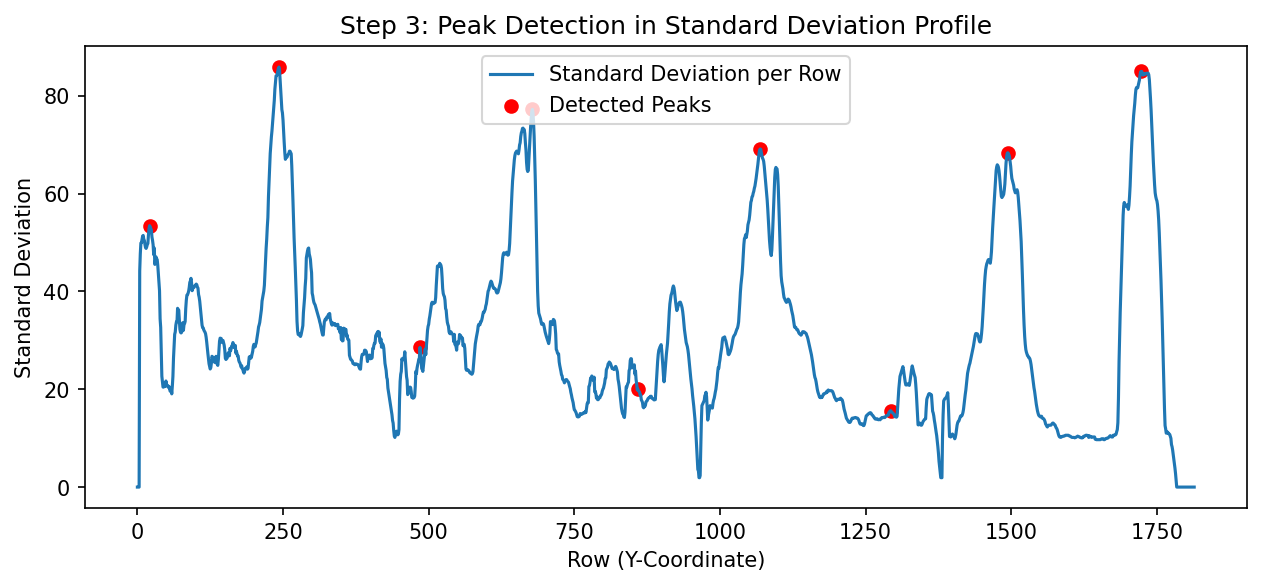 Step 3: Peak Detection in Standard Deviation Profile
Standard Deviation per Row
Detected Peaks
Standard Deviation
80
60
40
20
0
0 250 500 750 1000 1250 1500 1750
Row (Y-Coordinate)